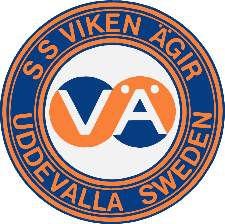 S S VIKEN ÄGIR
VÄ
UDDEVALLA SWEDEN